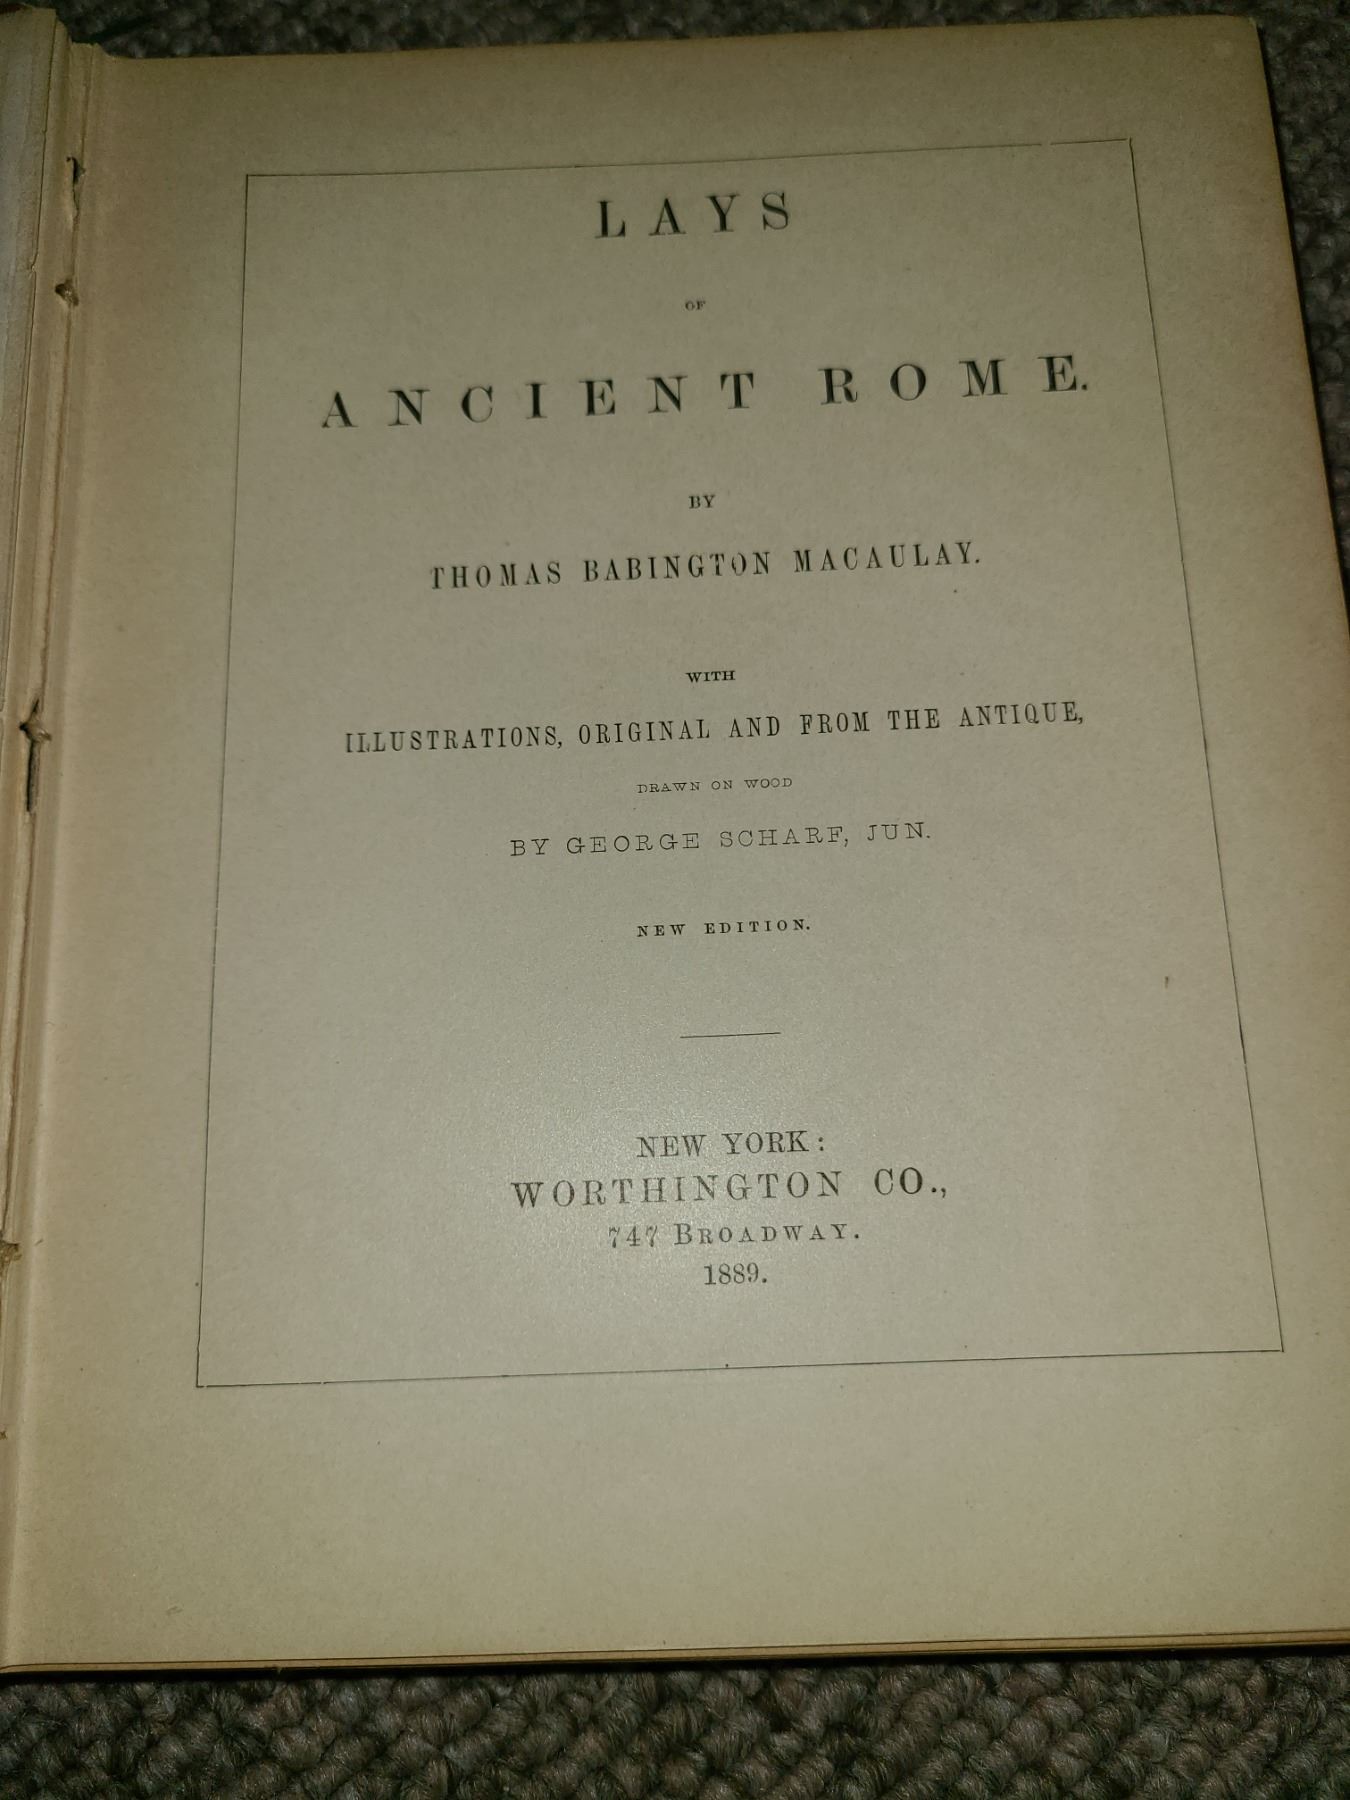 LAYS
OF
ANCIENT ROME.
BY
THOMAS BABINGTON MACAULAY.
WITH
ILLUSTRATIONS, ORIGINAL AND FROM THE ANTIQUE,
DRAWN ON WOOD
BY GEORGE SCHARF, JUN.
NEW EDITION.
NEW YORK:
WORTHINGTON CO.,
747 BROADWAY.
1889.